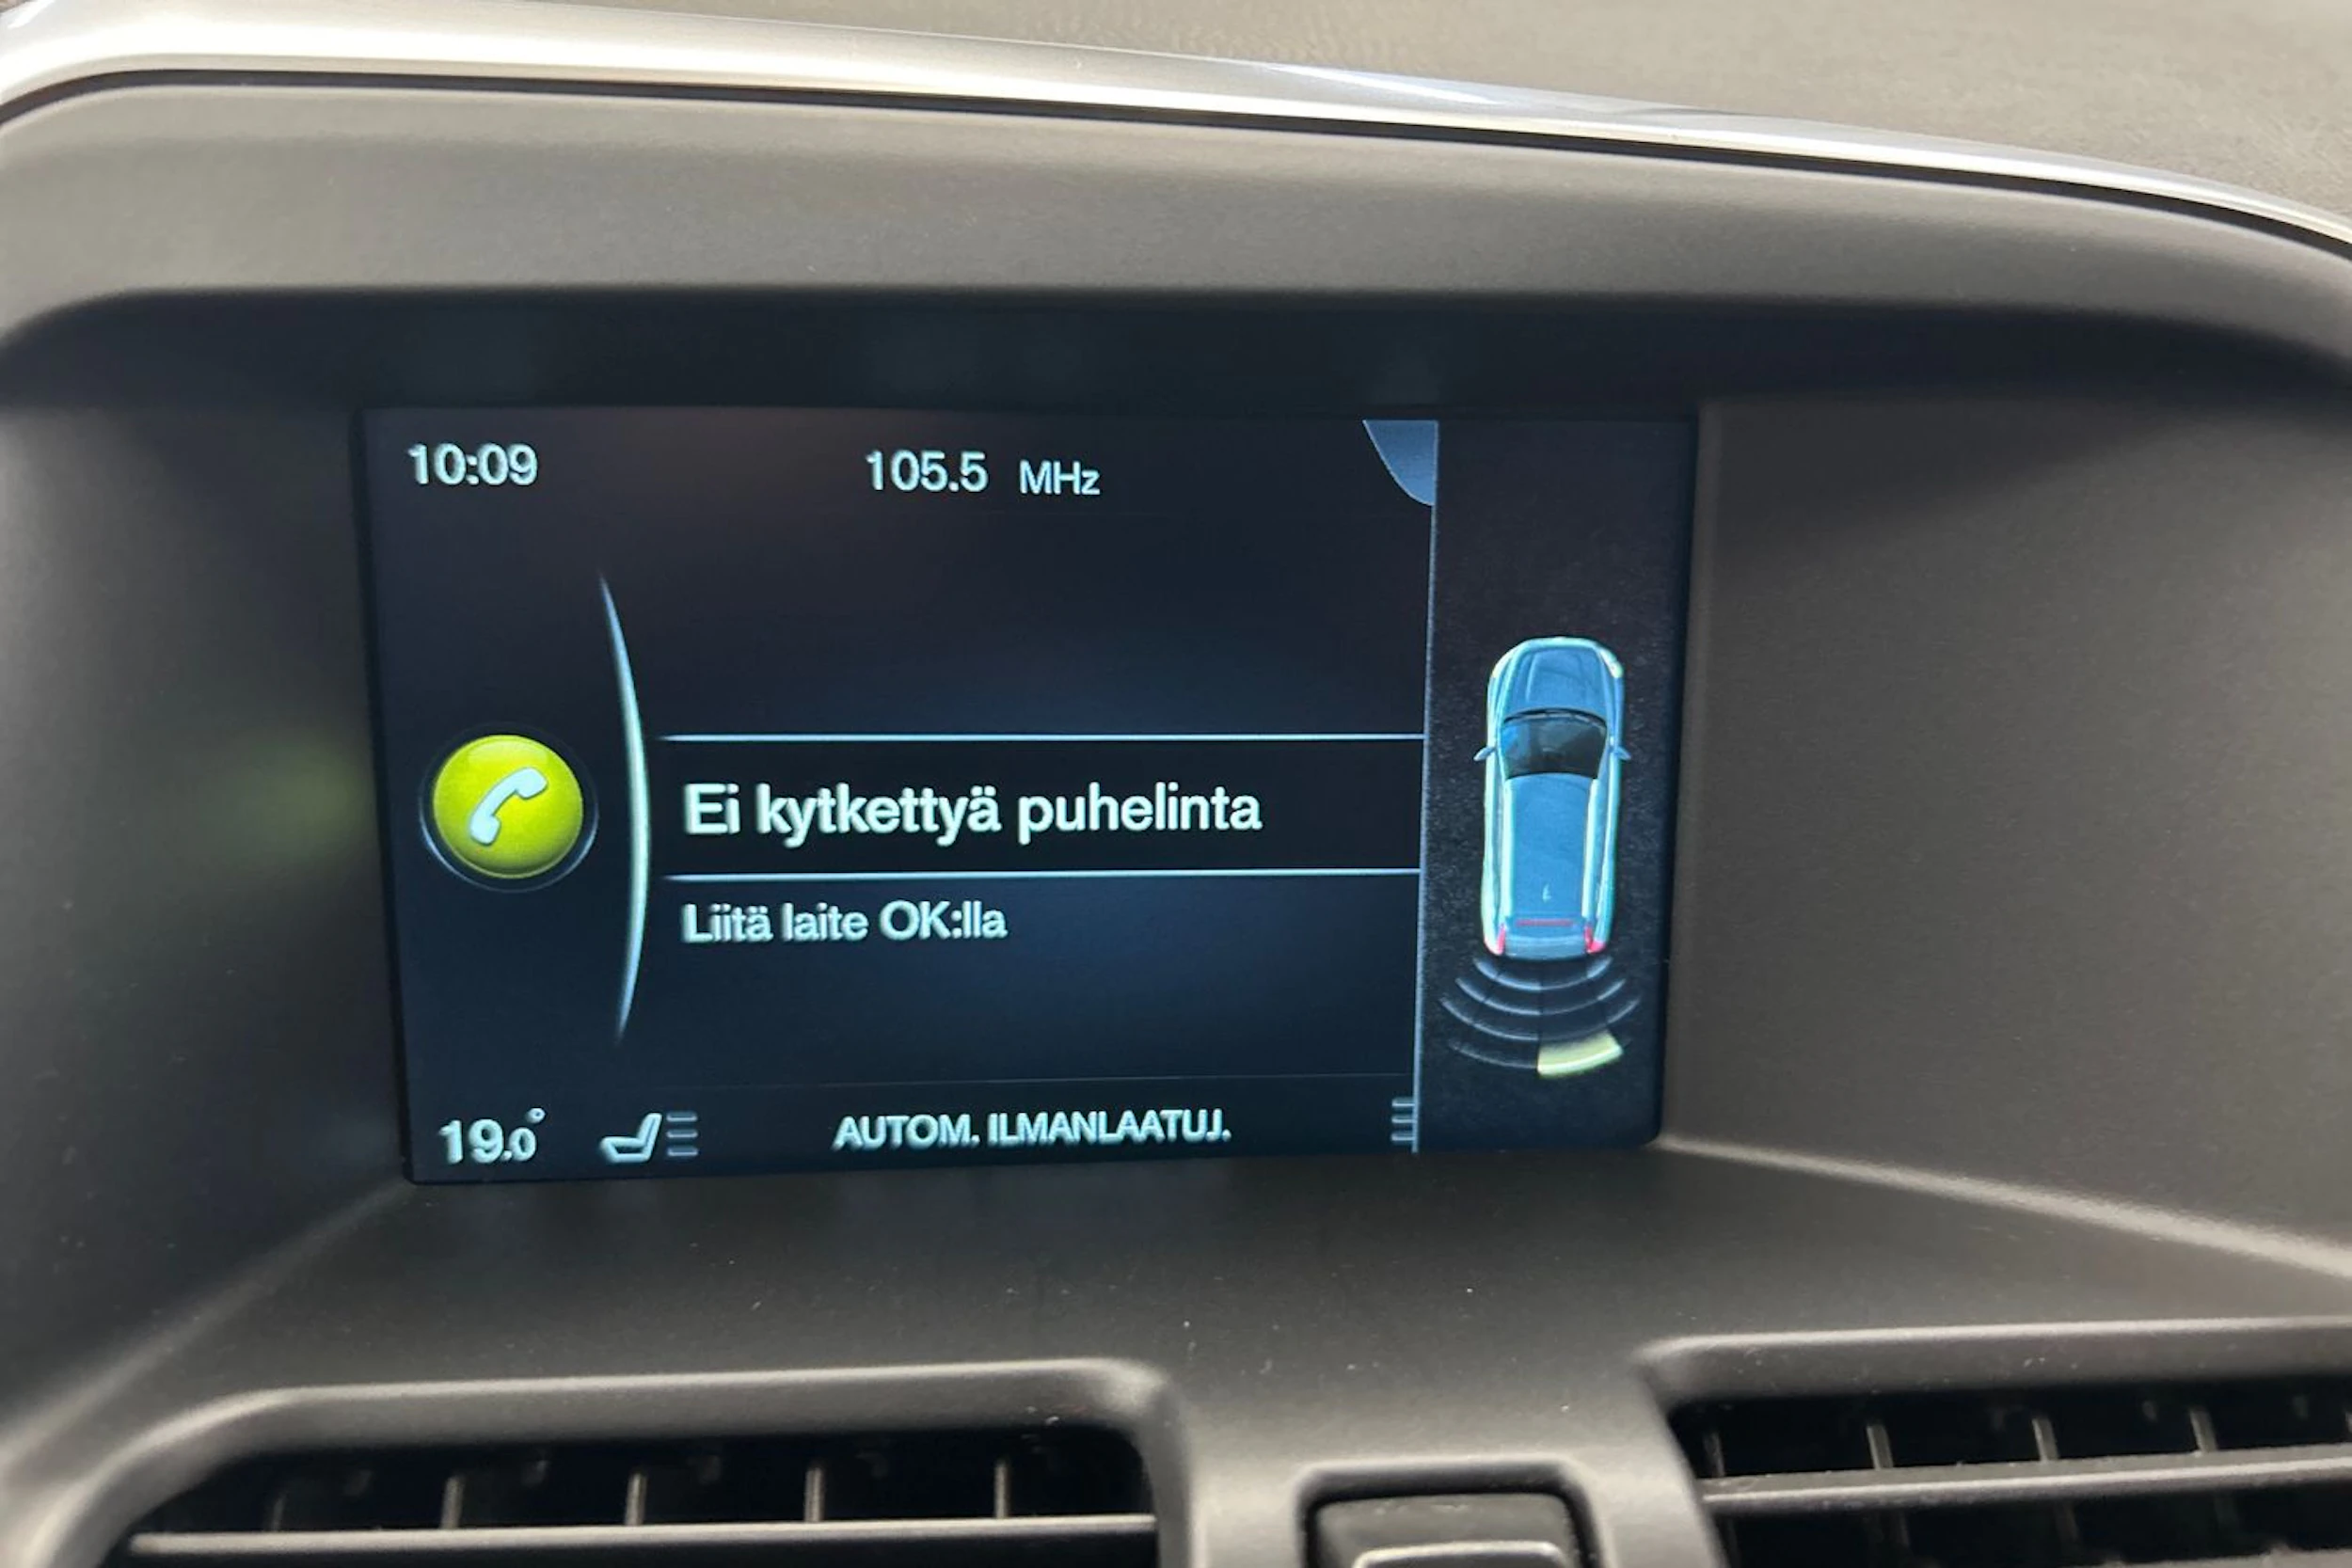 10:09
105.5 MHz
Ei kytkettyä puhelinta
Liitä laite OK:lla
19.0°
AUTOM. ILMANLAATUJ.